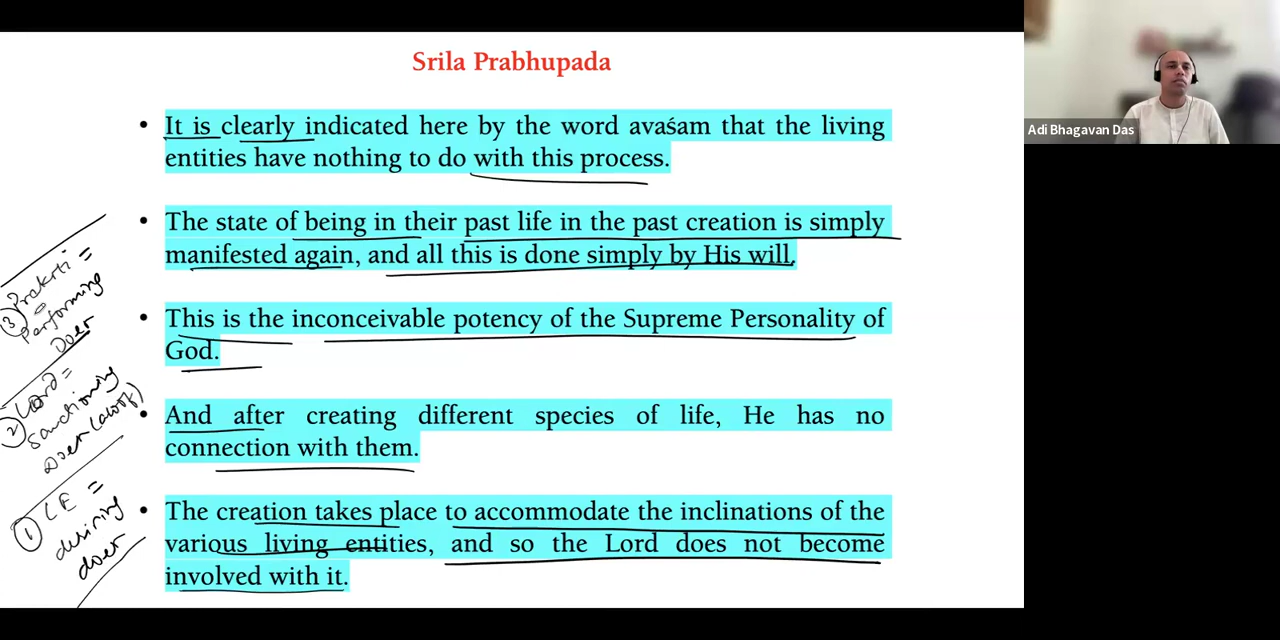 Srila Prabhupada
• It is clearly indicated here by the word avaśam that the living
entities have nothing to do with this process.
• The state of being in their past life in the past creation is simply
manifested again, and all this is done simply by His will.
• This is the inconceivable potency of the Supreme Personality of
God.
• And after creating different species of life, He has no
connection with them.
• The creation takes place to accommodate the inclinations of the
various living entities, and so the Lord does not become
involved with it.
③ Prakrti =
Performing
Doer
② Lord =
Sanctioning
Doer (aloof)
① LE =
desiring
doer
Adi Bhagavan Das